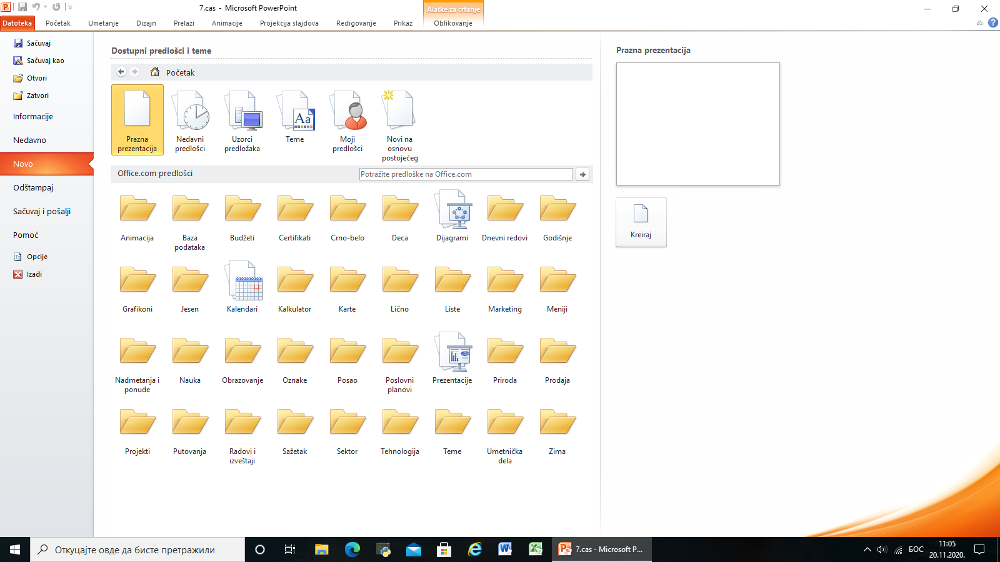 7.cas - Microsoft PowerPoint
Alatke za crtanje
Datoteka Početak Umetanje Dizajn Prelazi Animacije Projekcija slajdova Redigovanje Prikaz Oblikovanje
Sačuvaj
Sačuvaj kao
Otvori
Zatvori
Informacije
Nedavno
Novo
Odštampaj
Sačuvaj i pošalji
Pomoć
Opcije
Izađi
Dostupni predlošci i teme
Početak
Prazna
prezentacija
Nedavni
predlošci
Uzorci
predložaka
Teme
Moji
predlošci
Novi na
osnovu
postojećeg
Office.com predlošci
Potražite predloške na Office.com
Animacija
Baza
podataka
Budžeti
Certifikati
Crno-belo
Deca
Dijagrami
Dnevni redovi
Godišnje
Grafikoni
Jesen
Kalendari
Kalkulator
Karte
Lično
Liste
Marketing
Meniji
Nadmetanja i
ponude
Nauka
Obrazovanje
Oznake
Posao
Poslovni
planovi
Prezentacije
Priroda
Prodaja
Projekti
Putovanja
Radovi i
izveštaji
Sažetak
Sektor
Tehnologija
Teme
Umetnička
dela
Zima
Prazna prezentacija
Kreiraj
Откуцајте овде да бисте претражили
7.cas - Microsoft P...
БОС
11:05
20.11.2020.